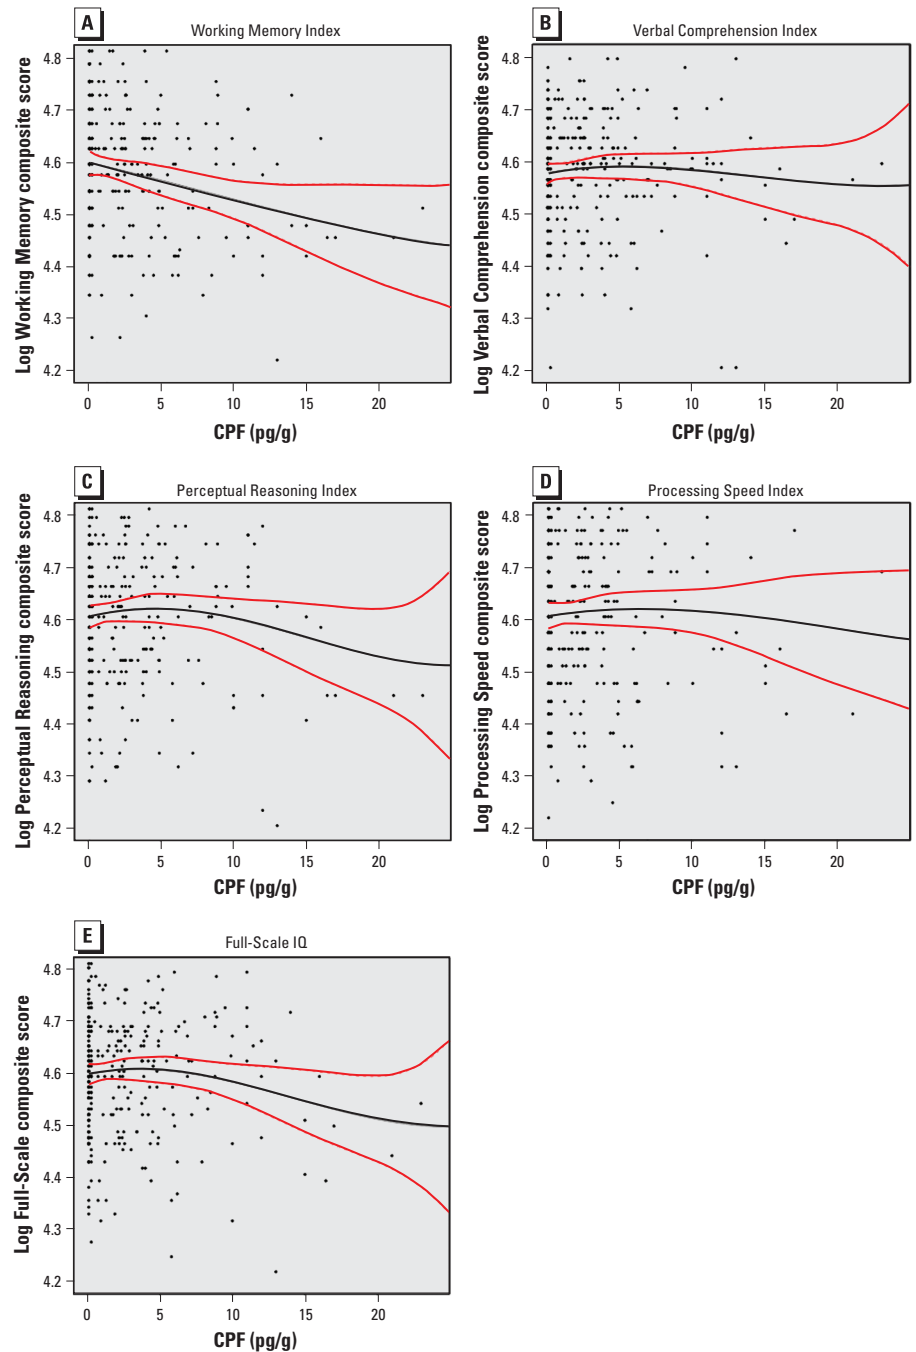 A
Working Memory Index
Log Working Memory composite score
4.8
4.7
4.6
4.5
4.4
4.3
4.2
0 5 10 15 20
CPF (pg/g)
B
Verbal Comprehension Index
Log Verbal Comprehension composite score
4.8
4.7
4.6
4.5
4.4
4.3
4.2
0 5 10 15 20
CPF (pg/g)
C
Perceptual Reasoning Index
Log Perceptual Reasoning composite score
4.8
4.7
4.6
4.5
4.4
4.3
4.2
0 5 10 15 20
CPF (pg/g)
D
Processing Speed Index
Log Processing Speed composite score
4.8
4.7
4.6
4.5
4.4
4.3
4.2
0 5 10 15 20
CPF (pg/g)
E
Full-Scale IQ
Log Full-Scale composite score
4.8
4.7
4.6
4.5
4.4
4.3
4.2
0 5 10 15 20
CPF (pg/g)